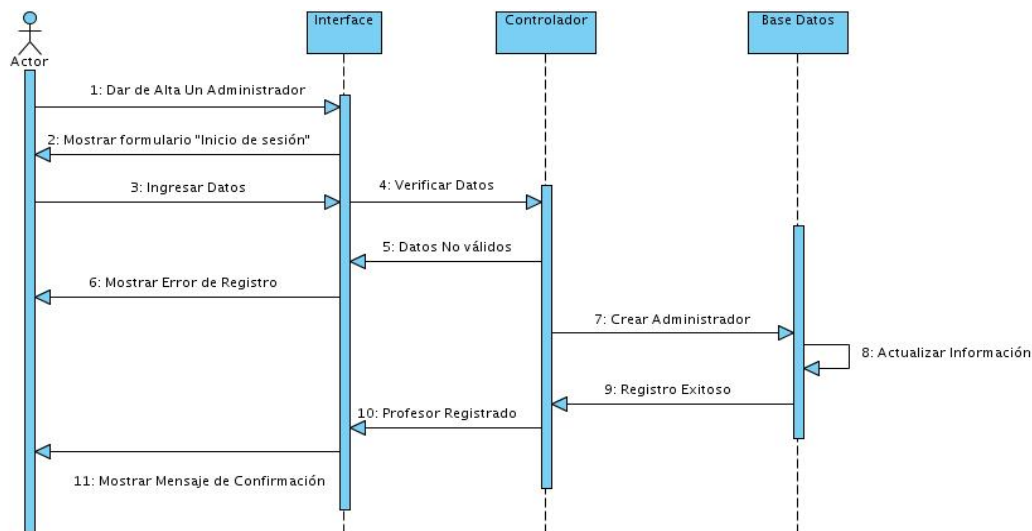 Interface
Controlador
Base Datos
Actor
1: Dar de Alta Un Administrador
2: Mostrar formulario "Inicio de sesión"
3: Ingresar Datos
4: Verificar Datos
5: Datos No válidos
6: Mostrar Error de Registro
7: Crear Administrador
8: Actualizar Información
9: Registro Exitoso
10: Profesor Registrado
11: Mostrar Mensaje de Confirmación